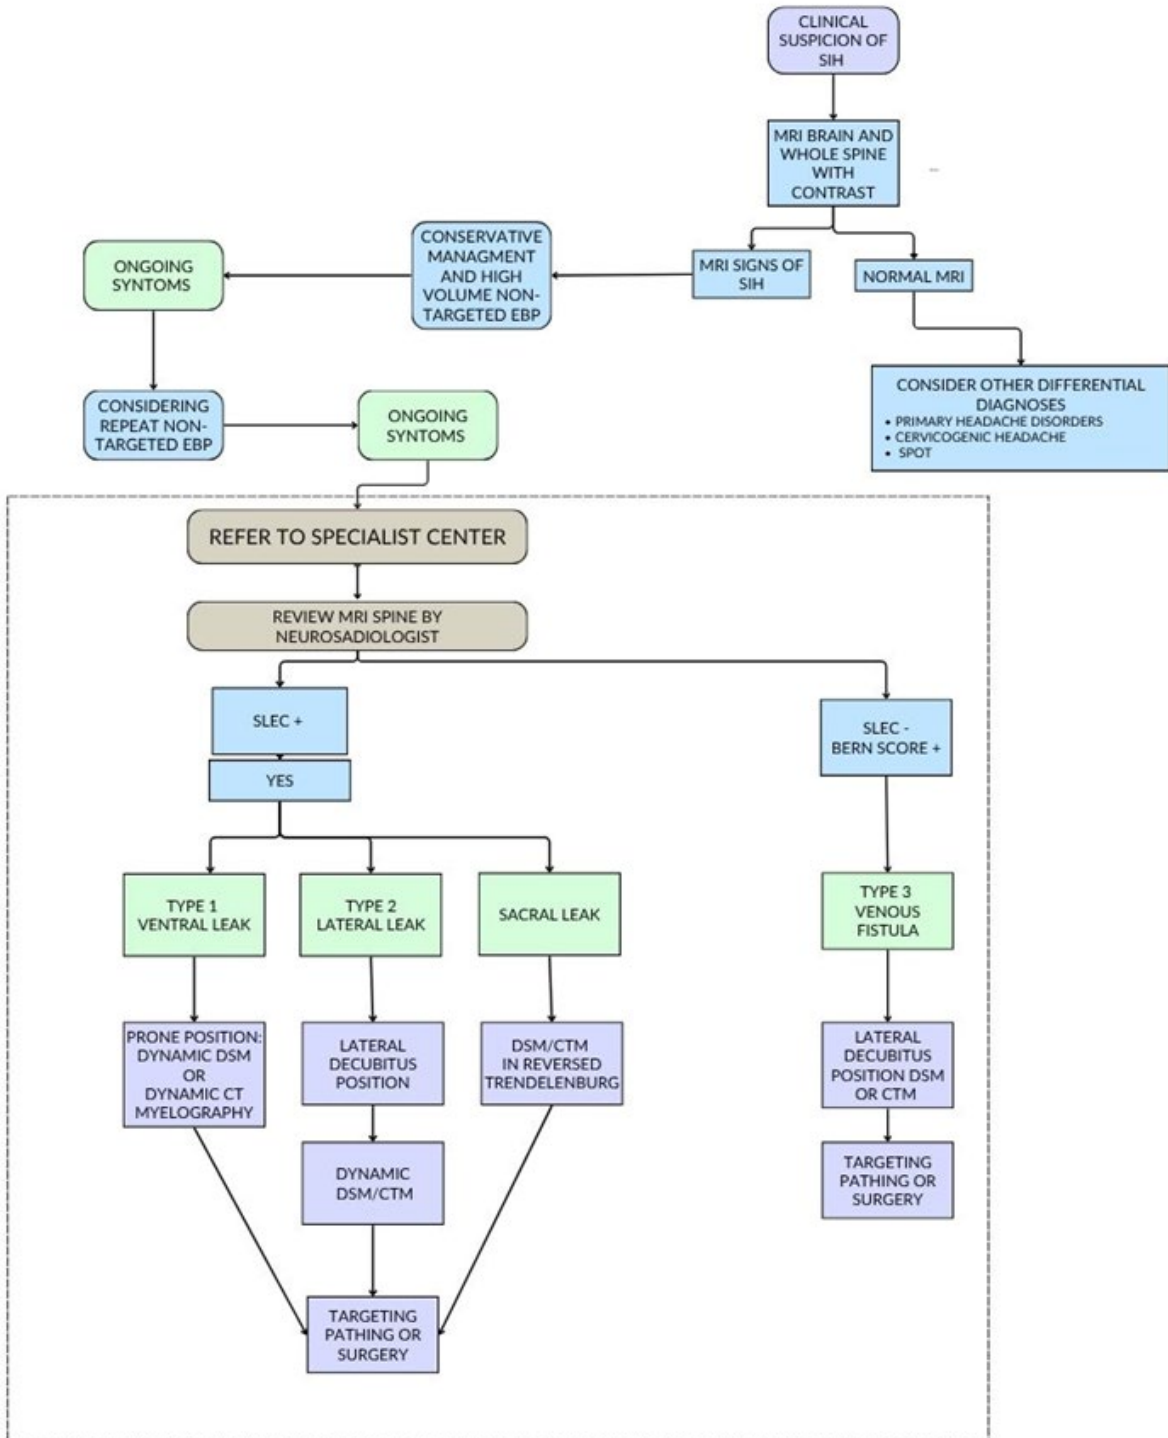 CLINICAL
SUSPICION OF
SIH
MRI BRAIN AND
WHOLE SPINE
WITH
CONTRAST
MRI SIGNS OF
SIH
NORMAL MRI
CONSERVATIVE
MANAGMENT
AND HIGH
VOLUME NON-
TARGETED EBP
ONGOING
SYNTOMS
CONSIDER OTHER DIFFERENTIAL
DIAGNOSES
• PRIMARY HEADACHE DISORDERS
• CERVICOGENIC HEADACHE
• SPOT
CONSIDERING
REPEAT NON-
TARGETED EBP
ONGOING
SYNTOMS
REFER TO SPECIALIST CENTER
REVIEW MRI SPINE BY
NEUROSADIOLOGIST
SLEC +
YES
SLEC -
BERN SCORE +
TYPE 1
VENTRAL LEAK
TYPE 2
LATERAL LEAK
SACRAL LEAK
TYPE 3
VENOUS
FISTULA
PRONE POSITION:
DYNAMIC DSM
OR
DYNAMIC CT
MYELOGRAPHY
LATERAL
DECUBITUS
POSITION
DSM/CTM
IN REVERSED
TRENDELENBURG
LATERAL
DECUBITUS
POSITION DSM
OR CTM
DYNAMIC
DSM/CTM
TARGETING
PATHING OR
SURGERY
TARGETING
PATHING OR
SURGERY